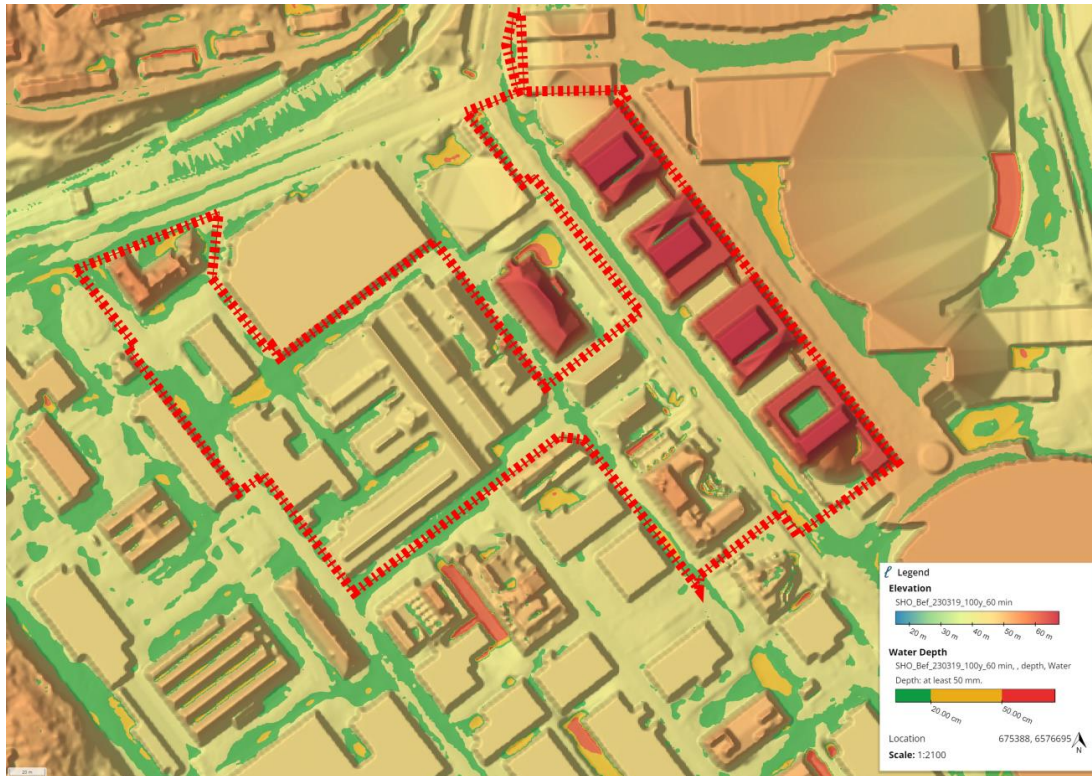 Legend
Elevation
SHO_Bef_230319_100y_60 min
20 m 30 m 40 m 50 m 60 m
Water Depth
SHO_Bef_230319_100y_60 min, , depth, Water
Depth: at least 50 mm.
20.00 cm 50.00 cm
Location 675388, 6576695
N
Scale: 1:2100
20 m